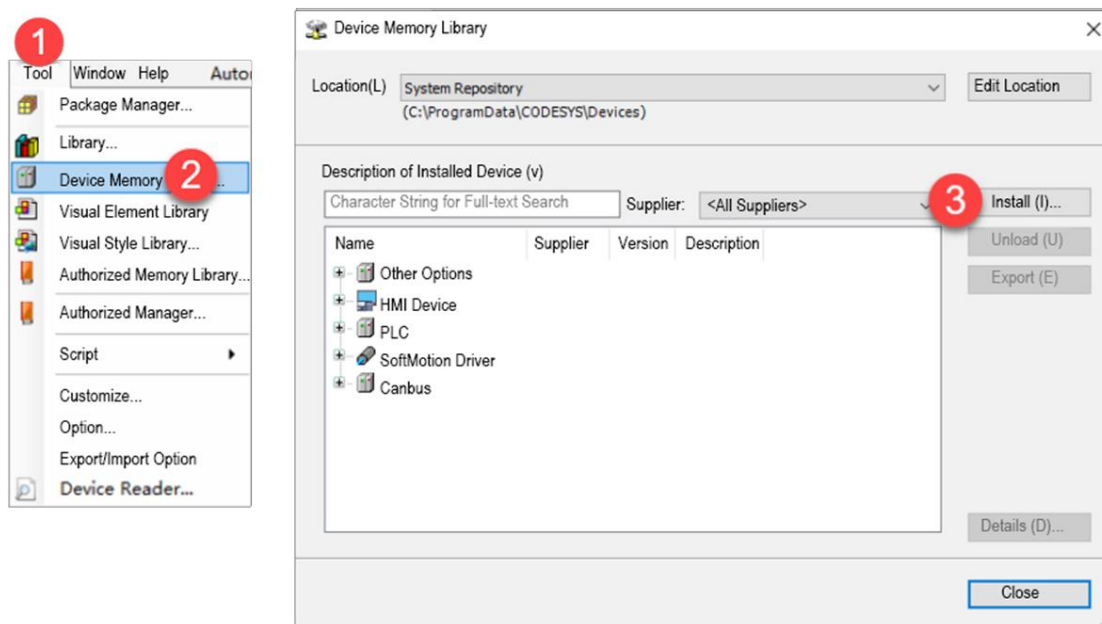 1
Tool Window Help Auto
Package Manager...
Library...
Device Memory 2 ...
Visual Element Library
Visual Style Library...
Authorized Memory Library...
Authorized Manager...
Script
Customize...
Option...
Export/Import Option
Device Reader...
Device Memory Library
Location(L) System Repository Edit Location
(C:\ProgramData\CODESYS\Devices)
Description of Installed Device (v)
Character String for Full-text Search Supplier: <All Suppliers> 3 Install (I)...
Unload (U)
Name Supplier Version Description
Export (E)
Other Options
HMI Device
PLC
SoftMotion Driver
Canbus
Details (D)...
Close